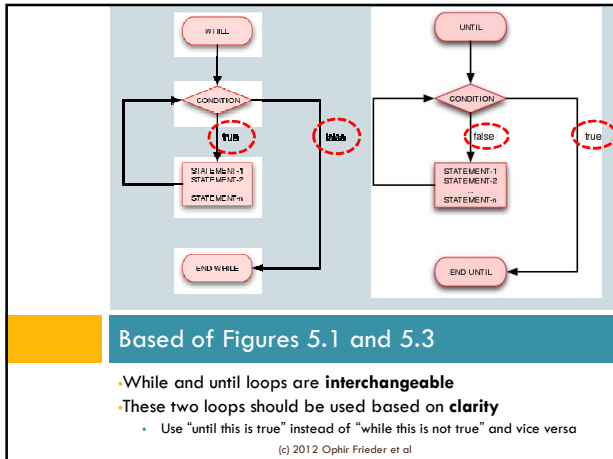 WHILE
CONDITION
true
false
STATEMENT-1
STATEMENT-2
STATEMENT-n
END WHILE
UNTIL
CONDITION
false
true
STATEMENT-1
STATEMENT-2
...
STATEMENT-n
END UNTIL
Based of Figures 5.1 and 5.3
•While and until loops are interchangeable
•These two loops should be used based on clarity
• Use “until this is true” instead of “while this is not true” and vice versa
(c) 2012 Ophir Frieder et al